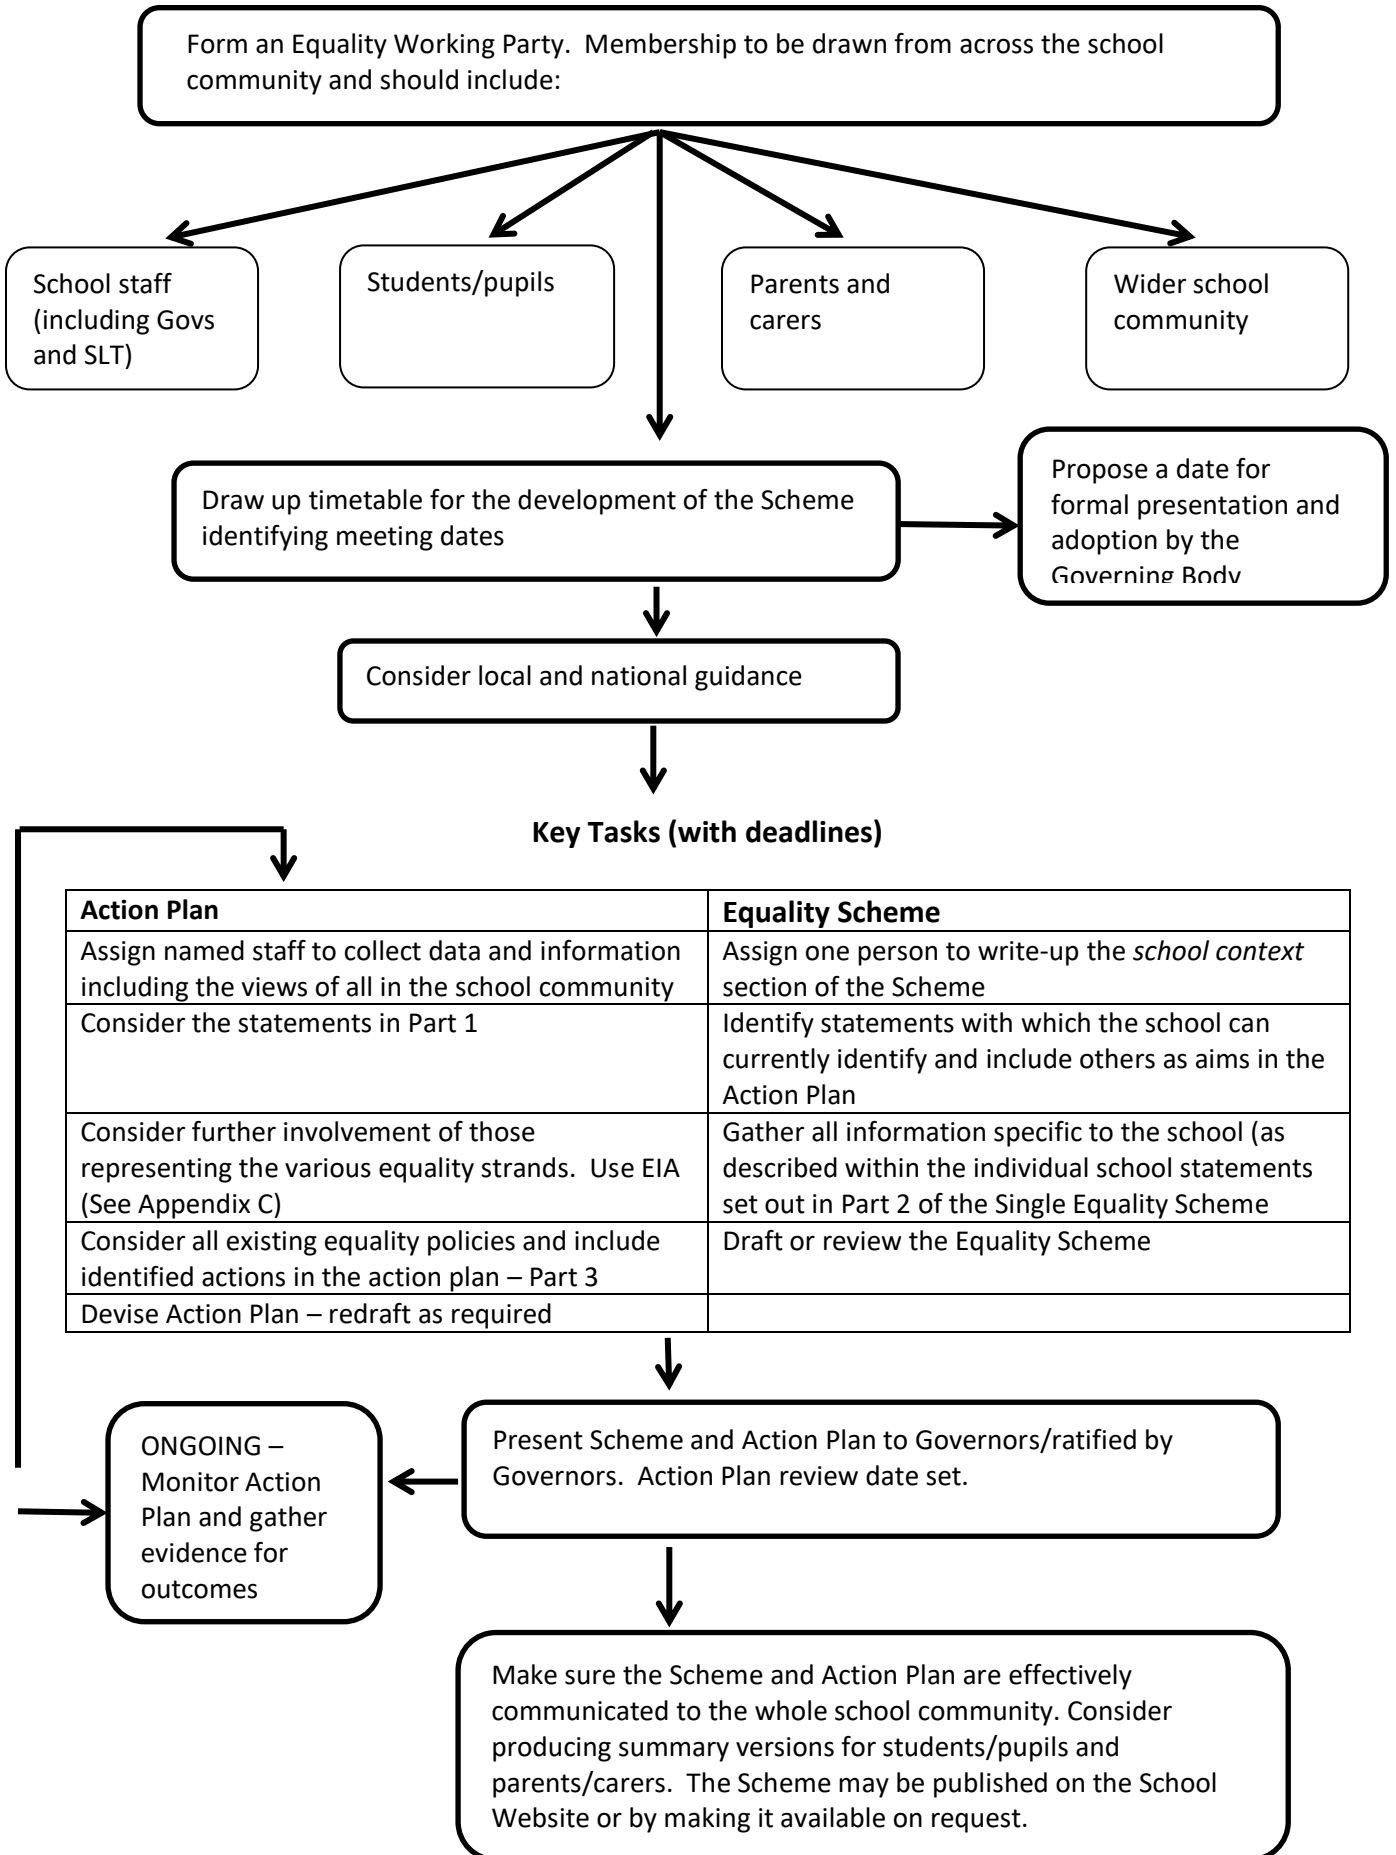 Form an Equality Working Party.  Membership to be drawn from across the school
community and should include:
School staff
(including Govs
and SLT)
Students/pupils
Parents and
carers
Wider school
community
Draw up timetable for the development of the Scheme
identifying meeting dates
Propose a date for
formal presentation and
adoption by the
Governing Body
Consider local and national guidance
Key Tasks (with deadlines)
Action Plan
Equality Scheme
Assign named staff to collect data and information
including the views of all in the school community
Assign one person to write-up the school context
section of the Scheme
Consider the statements in Part 1
Identify statements with which the school can
currently identify and include others as aims in the
Action Plan
Consider further involvement of those
representing the various equality strands.  Use EIA
(See Appendix C)
Gather all information specific to the school (as
described within the individual school statements
set out in Part 2 of the Single Equality Scheme
Consider all existing equality policies and include
identified actions in the action plan – Part 3
Draft or review the Equality Scheme
Devise Action Plan – redraft as required
ONGOING –
Monitor Action
Plan and gather
evidence for
outcomes
Present Scheme and Action Plan to Governors/ratified by
Governors.  Action Plan review date set.
Make sure the Scheme and Action Plan are effectively
communicated to the whole school community. Consider
producing summary versions for students/pupils and
parents/carers.  The Scheme may be published on the School
Website or by making it available on request.